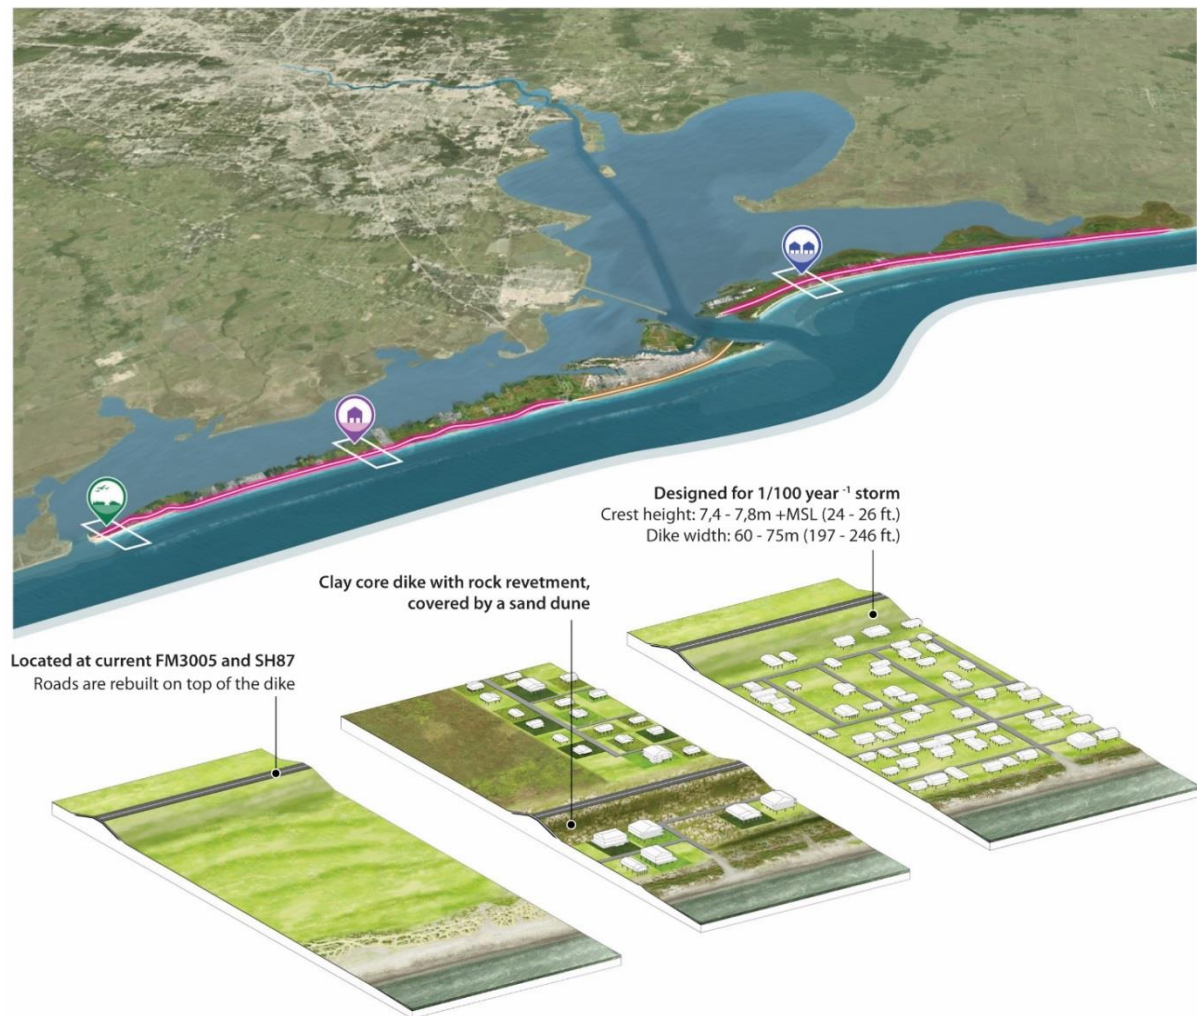 Designed for 1/100 year ⁻¹ storm
Crest height: 7,4 - 7,8m +MSL (24 - 26 ft.)
Dike width: 60 - 75m (197 - 246 ft.)
Clay core dike with rock revetment,
covered by a sand dune
Located at current FM3005 and SH87
Roads are rebuilt on top of the dike